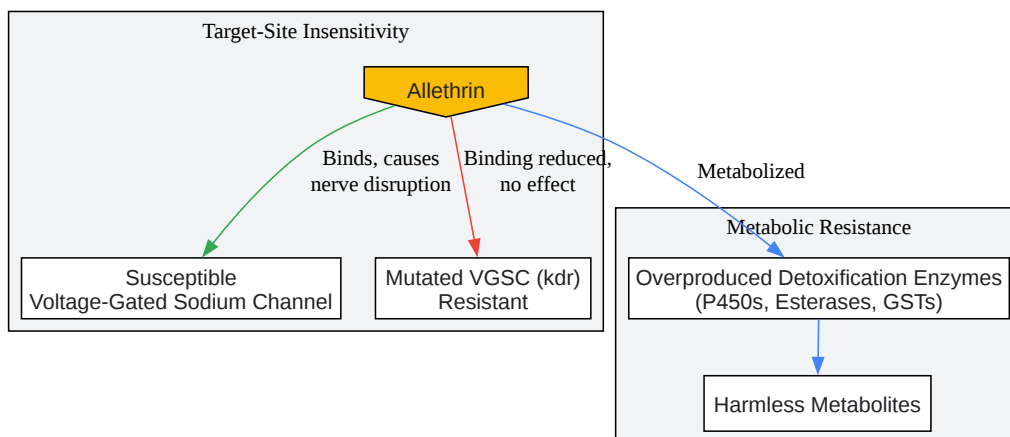 Target-Site Insensitivity
Allethrin
Binds, causes
nerve disruption
Binding reduced,
no effect
Metabolized
Metabolic Resistance
Susceptible
Voltage-Gated Sodium Channel
Mutated VGSC (kdr)
Resistant
Overproduced Detoxification Enzymes
(P450s, Esterases, GSTs)
Harmless Metabolites